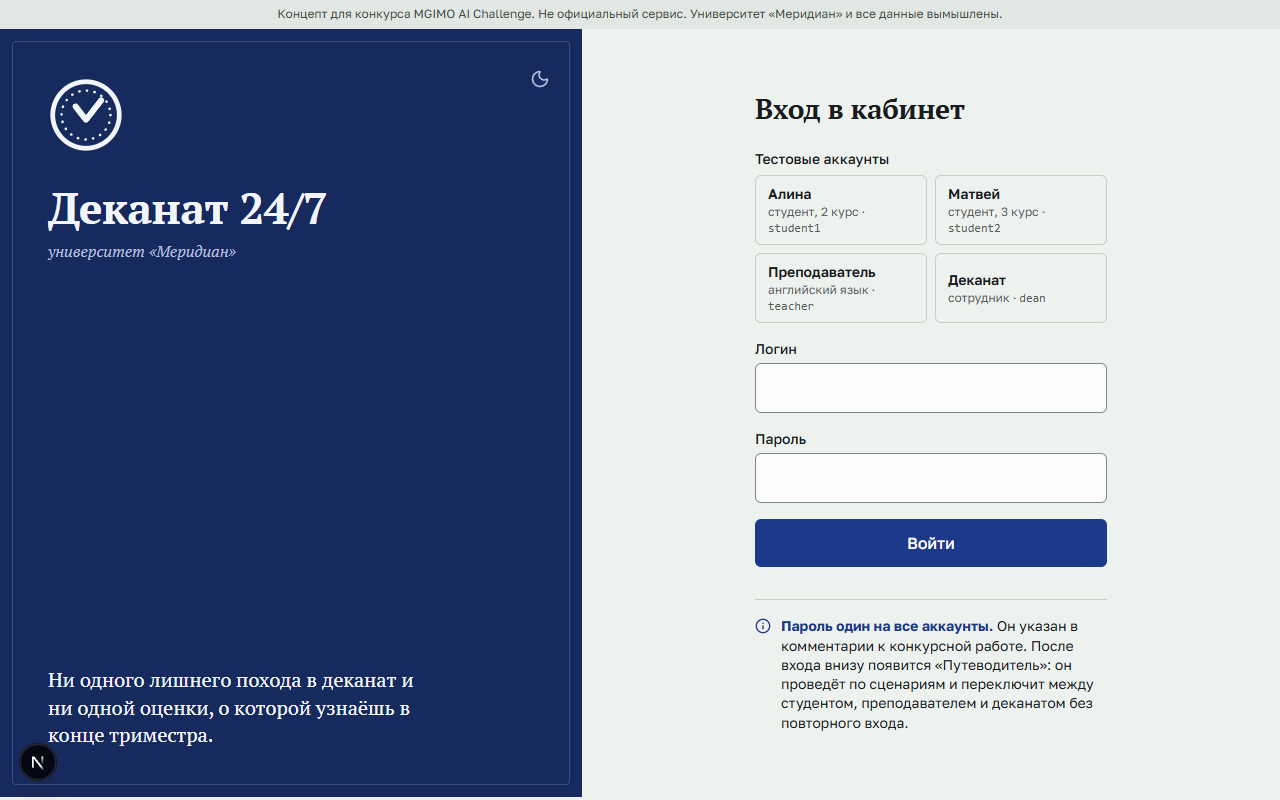 Концепт для конкурса MGIMO AI Challenge. Не официальный сервис. Университет «Меридиан» и все данные вымышлены.
Деканат 24/7
университет «Меридиан»
Ни одного лишнего похода в деканат и
ни одной оценки, о которой узнаёшь в
конце триместра.
N
Вход в кабинет
Тестовые аккаунты
Алина
студент, 2 курс ·
student1
Матвей
студент, 3 курс ·
student2
Преподаватель
английский язык ·
teacher
Деканат
сотрудник · dean
Логин
Пароль
Войти
Пароль один на все аккаунты. Он указан в
комментарии к конкурсной работе. После
входа внизу появится «Путеводитель»: он
проведёт по сценариям и переключит между
студентом, преподавателем и деканатом без
повторного входа.